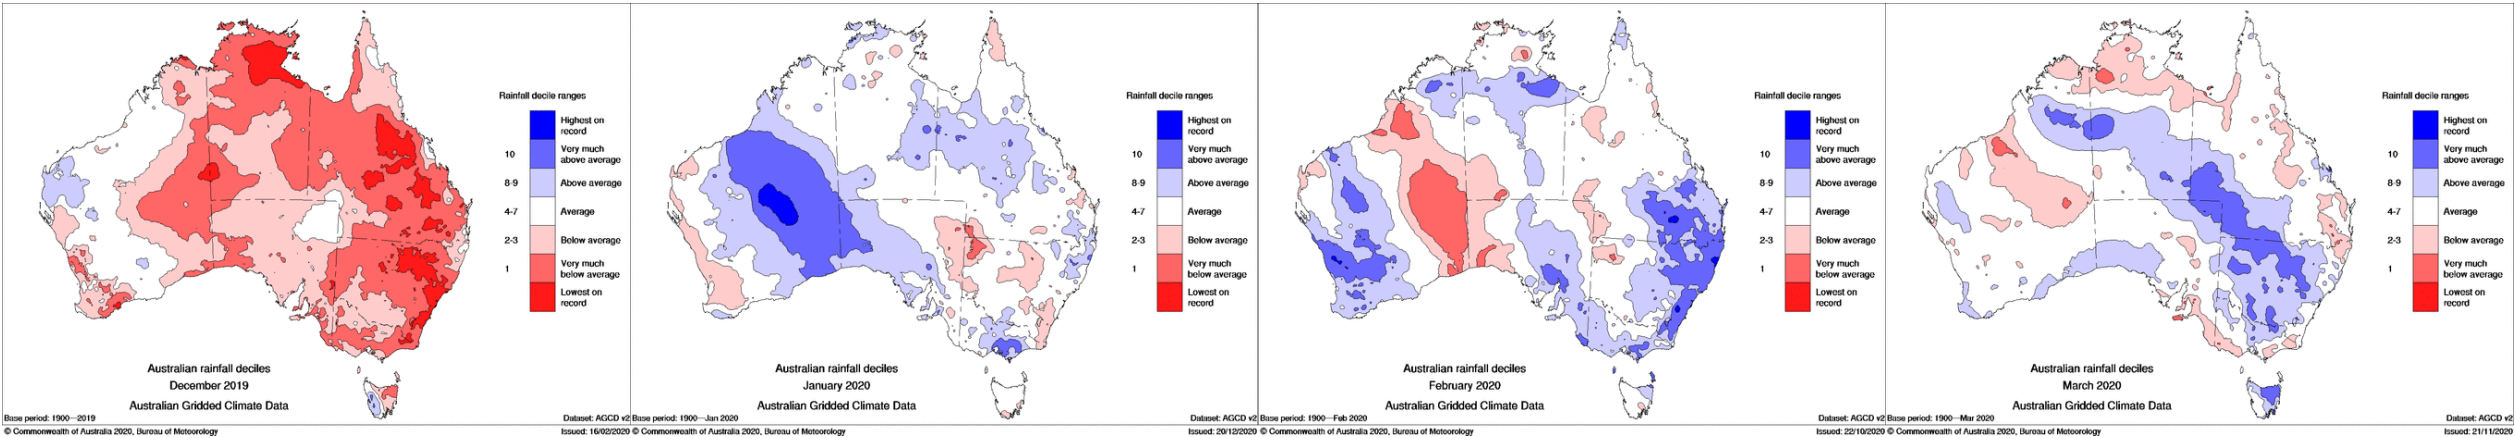 Rainfall decile ranges
Highest on
record
10
Very much
above average
8-9
Above average
4-7
Average
2-3
Below average
1
Very much
below average
Lowest on
record
Australian rainfall deciles
December 2019
Australian Gridded Climate Data
Base period: 1900—2019
Dataset: AGCD v2
© Commonwealth of Australia 2020, Bureau of Meteorology
Issued: 16/02/2020
Rainfall decile ranges
Highest on
record
10
Very much
above average
8-9
Above average
4-7
Average
2-3
Below average
1
Very much
below average
Lowest on
record
Australian rainfall deciles
January 2020
Australian Gridded Climate Data
Base period: 1900—Jan 2020
Dataset: AGCD v2
© Commonwealth of Australia 2020, Bureau of Meteorology
Issued: 20/12/2020
Rainfall decile ranges
Highest on
record
10
Very much
above average
8-9
Above average
4-7
Average
2-3
Below average
1
Very much
below average
Lowest on
record
Australian rainfall deciles
February 2020
Australian Gridded Climate Data
Base period: 1900—Feb 2020
Dataset: AGCD v2
© Commonwealth of Australia 2020, Bureau of Meteorology
Issued: 22/10/2020
Rainfall decile ranges
Highest on
record
10
Very much
above average
8-9
Above average
4-7
Average
2-3
Below average
1
Very much
below average
Lowest on
record
Australian rainfall deciles
March 2020
Australian Gridded Climate Data
Base period: 1900—Mar 2020
Dataset: AGCD v2
© Commonwealth of Australia 2020, Bureau of Meteorology
Issued: 21/11/2020